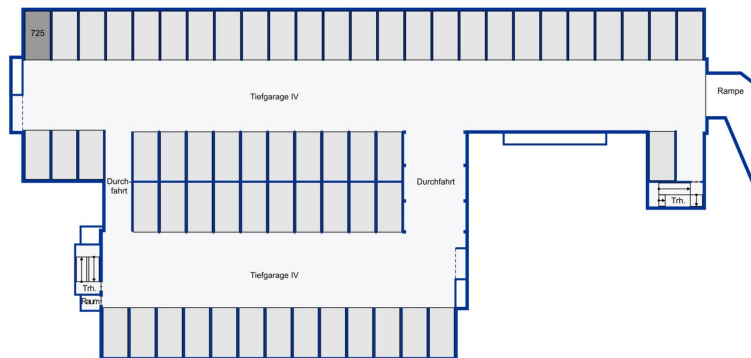 725
Tiefgarage IV
Rampe
Durch-
fahrt
Durchfahrt
Trh.
Tiefgarage IV
Trh.
Raum